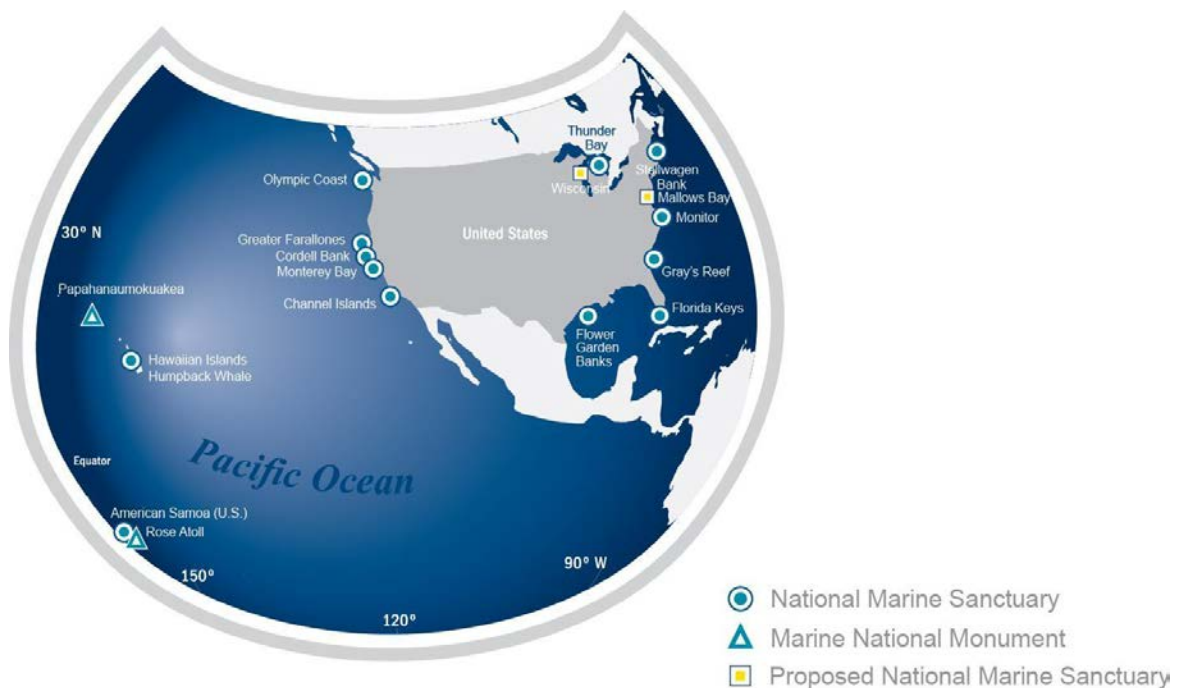 Thunder
Bay
Olympic Coast
Wisconsin
Stellwagen
Bank
Mallows Bay
Monitor
30° N
Greater Farallones
Cordell Bank
Monterey Bay
United States
Gray's Reef
Papahanaumokuakea
Channel Islands
Florida Keys
Flower
Garden
Banks
Hawaiian Islands
Humpback Whale
Pacific Ocean
Equator
American Samoa (U.S.)
Rose Atoll
150°
120°
90° W
National Marine Sanctuary
Marine National Monument
Proposed National Marine Sanctuary